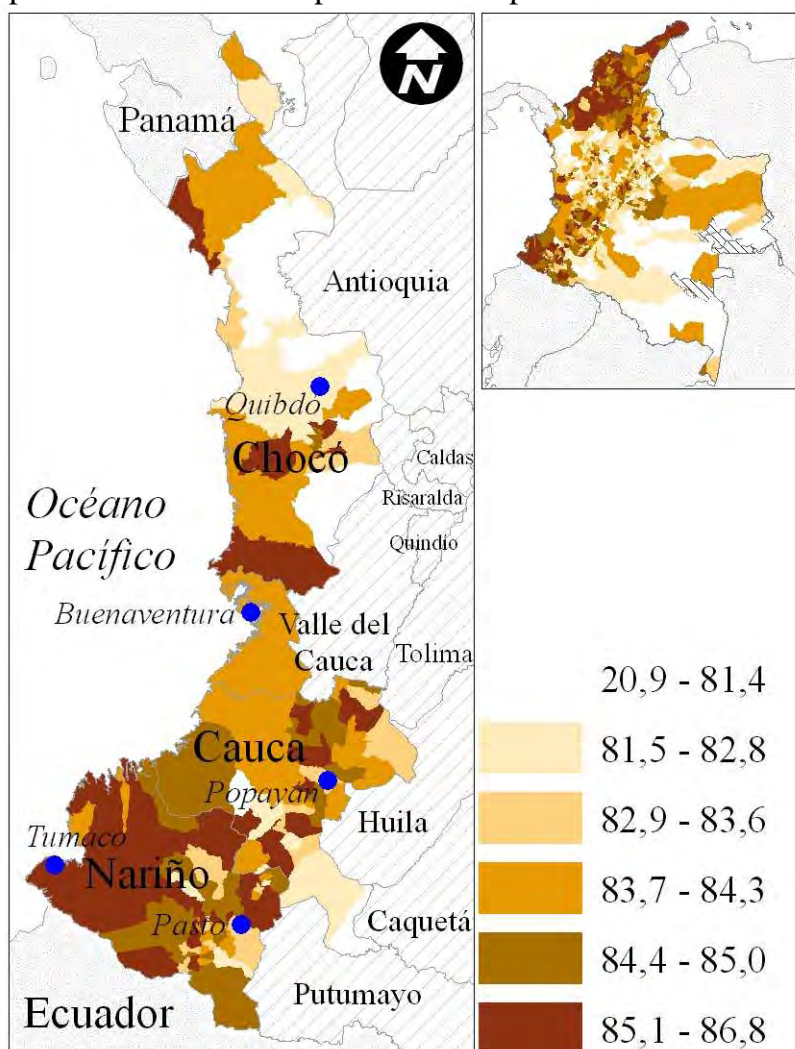 N
Panamá
Antioquia
Quibdo
Chocó
Caldas
Risaralda
Quindío
Océano
Pacífico
Buenaventura
Valle del
Cauca
Tolima
Cauca
Popayán
Huila
Tumaco
Nariño
Pasto
Caquetá
Putumayo
Ecuador
20,9 - 81,4
81,5 - 82,8
82,9 - 83,6
83,7 - 84,3
84,4 - 85,0
85,1 - 86,8